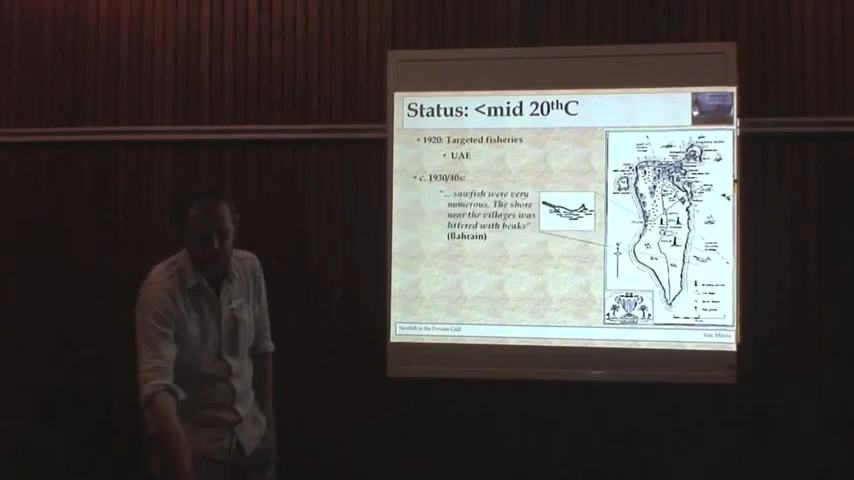 Status: <mid 20thC
• 1920: Targeted fisheries
• UAE
• c. 1930/40s:
"... sawfish were very
numerous. The shore
near the villages was
littered with beaks"
(Bahrain)
Sawfish in the Persian Gulf